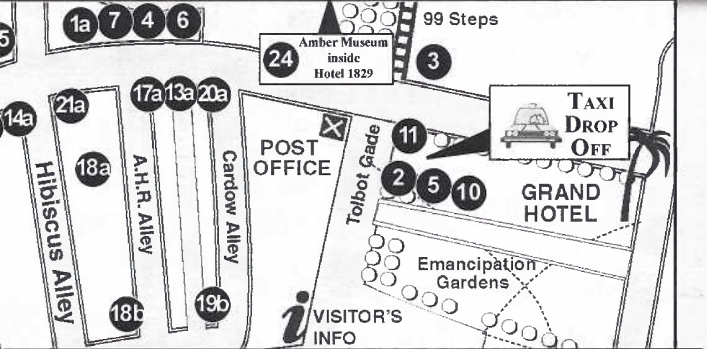 1a
7
4
6
5
99 Steps
Amber Museum
24
inside
Hotel 1829
3
TAXI
DROP
OFF
14a
21a
17a
13a
20a
18a
POST
OFFICE
11
2
5
10
GRAND
HOTEL
Hibiscus Alley
A.H.R. Alley
Cardow Alley
Tolbot Gade
Emancipation
Gardens
18b
19b
i
VISITOR'S
INFO